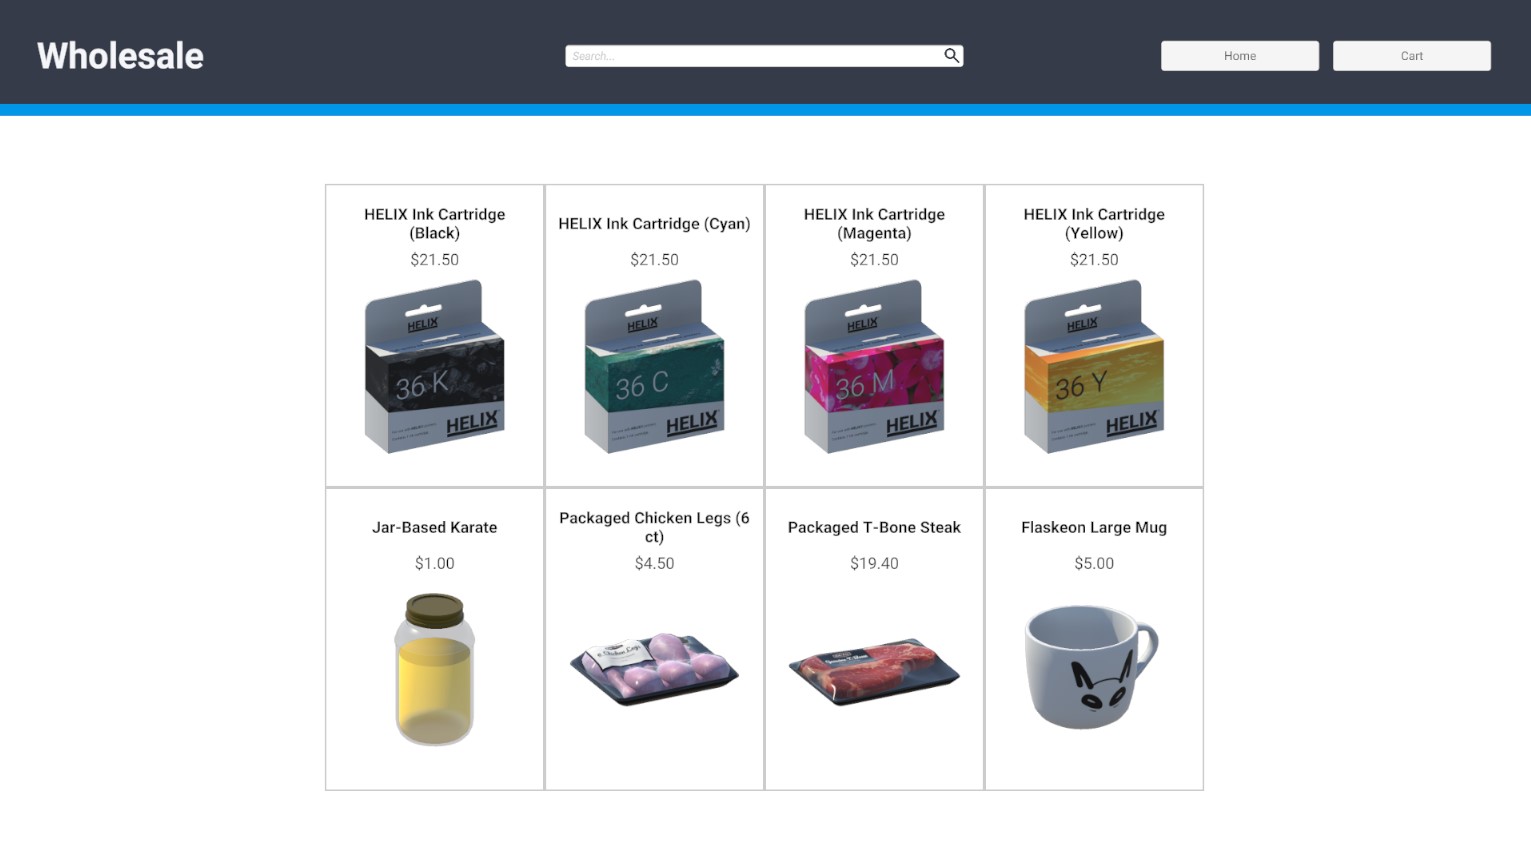 Wholesale
Search...
Home
Cart
HELIX Ink Cartridge
(Black)
$21.50
HELIX
36 K
HELIX
HELIX Ink Cartridge (Cyan)
$21.50
HELIX
36 C
HELIX
HELIX Ink Cartridge
(Magenta)
$21.50
HELIX
36 M
HELIX
HELIX Ink Cartridge
(Yellow)
$21.50
HELIX
36 Y
HELIX
Jar-Based Karate
$1.00
Packaged Chicken Legs (6
ct)
$4.50
Packaged T-Bone Steak
$19.40
Flaskeon Large Mug
$5.00